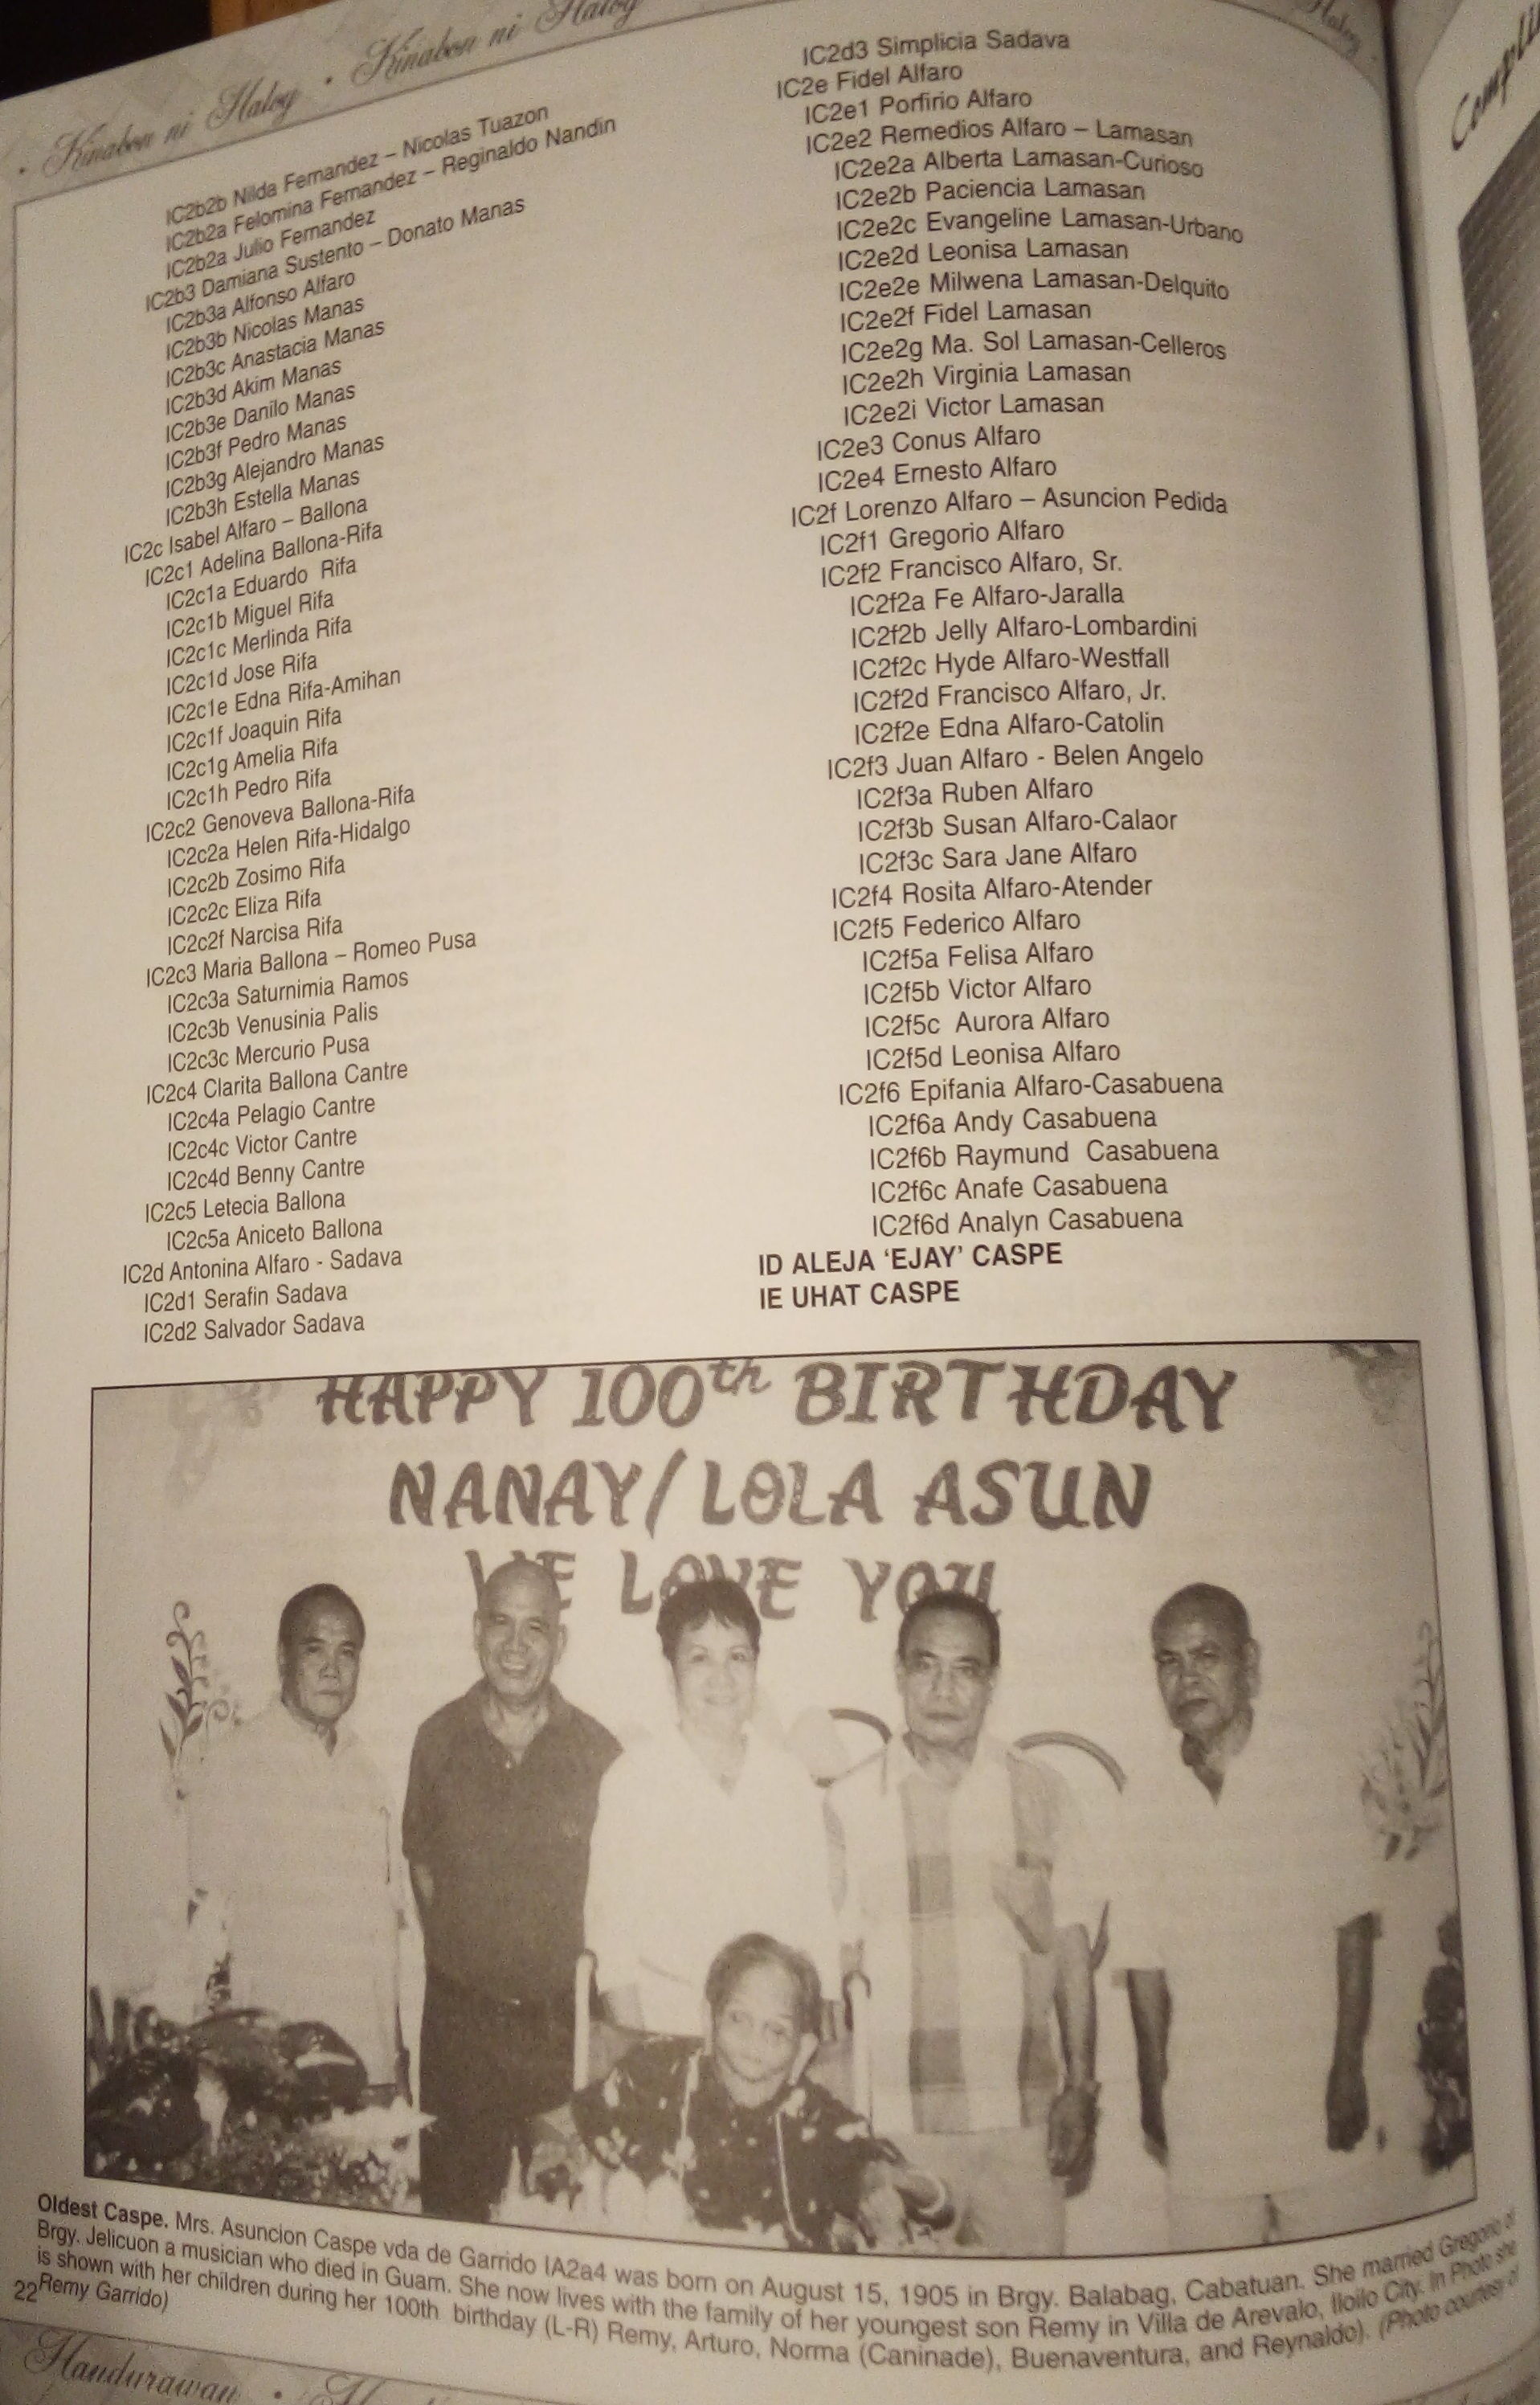 Kinabon ni Halog • Kinabon ni Halog
Halog
IC2b2b Nilda Fernandez – Nicolas Tuazon
IC2b2a Felomina Fernandez – Reginaldo Nandin
IC2b2a Julio Fernandez
IC2b3 Damiana Sustento – Donato Manas
IC2b3a Alfonso Alfaro
IC2b3b Nicolas Manas
IC2b3c Anastacia Manas
IC2b3d Akim Manas
IC2b3e Danilo Manas
IC2b3f Pedro Manas
IC2b3g Alejandro Manas
IC2b3h Estella Manas
IC2c Isabel Alfaro – Ballona
IC2c1 Adelina Ballona-Rifa
IC2c1a Eduardo Rifa
IC2c1b Miguel Rifa
IC2c1c Merlinda Rifa
IC2c1d Jose Rifa
IC2c1e Edna Rifa-Amihan
IC2c1f Joaquin Rifa
IC2c1g Amelia Rifa
IC2c1h Pedro Rifa
IC2c2 Genoveva Ballona-Rifa
IC2c2a Helen Rifa-Hidalgo
IC2c2b Zosimo Rifa
IC2c2c Eliza Rifa
IC2c2f Narcisa Rifa
IC2c3 Maria Ballona – Romeo Pusa
IC2c3a Saturnimia Ramos
IC2c3b Venusinia Palis
IC2c3c Mercurio Pusa
IC2c4 Clarita Ballona Cantre
IC2c4a Pelagio Cantre
IC2c4c Victor Cantre
IC2c4d Benny Cantre
IC2c5 Letecia Ballona
IC2c5a Aniceto Ballona
IC2d Antonina Alfaro - Sadava
IC2d1 Serafin Sadava
IC2d2 Salvador Sadava
IC2d3 Simplicia Sadava
IC2e Fidel Alfaro
IC2e1 Porfirio Alfaro
IC2e2 Remedios Alfaro – Lamasan
IC2e2a Alberta Lamasan-Curioso
IC2e2b Paciencia Lamasan
IC2e2c Evangeline Lamasan-Urbano
IC2e2d Leonisa Lamasan
IC2e2e Milwena Lamasan-Delquito
IC2e2f Fidel Lamasan
IC2e2g Ma. Sol Lamasan-Celleros
IC2e2h Virginia Lamasan
IC2e2i Victor Lamasan
IC2e3 Conus Alfaro
IC2e4 Ernesto Alfaro
IC2f Lorenzo Alfaro – Asuncion Pedida
IC2f1 Gregorio Alfaro
IC2f2 Francisco Alfaro, Sr.
IC2f2a Fe Alfaro-Jaralla
IC2f2b Jelly Alfaro-Lombardini
IC2f2c Hyde Alfaro-Westfall
IC2f2d Francisco Alfaro, Jr.
IC2f2e Edna Alfaro-Catolin
IC2f3 Juan Alfaro - Belen Angelo
IC2f3a Ruben Alfaro
IC2f3b Susan Alfaro-Calaor
IC2f3c Sara Jane Alfaro
IC2f4 Rosita Alfaro-Atender
IC2f5 Federico Alfaro
IC2f5a Felisa Alfaro
IC2f5b Victor Alfaro
IC2f5c Aurora Alfaro
IC2f5d Leonisa Alfaro
IC2f6 Epifania Alfaro-Casabuena
IC2f6a Andy Casabuena
IC2f6b Raymund Casabuena
IC2f6c Anafe Casabuena
IC2f6d Analyn Casabuena
ID ALEJA ‘EJAY’ CASPE
IE UHAT CASPE
HAPPY 100th BIRTHDAY
NANAY/LOLA ASUN
WE LOVE YOU
Oldest Caspe. Mrs. Asuncion Caspe vda de Garrido IA2a4 was born on August 15, 1905 in Brgy. Balabag, Cabatuan. She married Gregorio of
Brgy. Jelicuon a musician who died in Guam. She now lives with the family of her youngest son Remy in Villa de Arevalo, Iloilo City. In Photo she
is shown with her children during her 100th birthday (L-R) Remy, Arturo, Norma (Caninade), Buenaventura, and Reynaldo). (Photo courtesy of
Remy Garrido)
22
Handurawan •